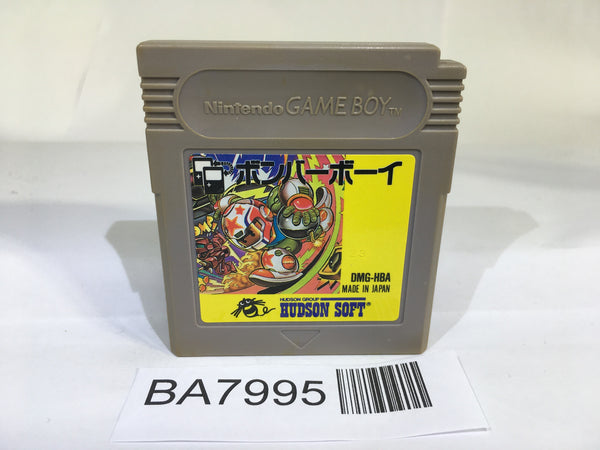 Nintendo GAME BOY TM
ボンバーボーイ
23
DMG-HBA
MADE IN JAPAN
HUDSON GROUP
HUDSON SOFT®
BA7995